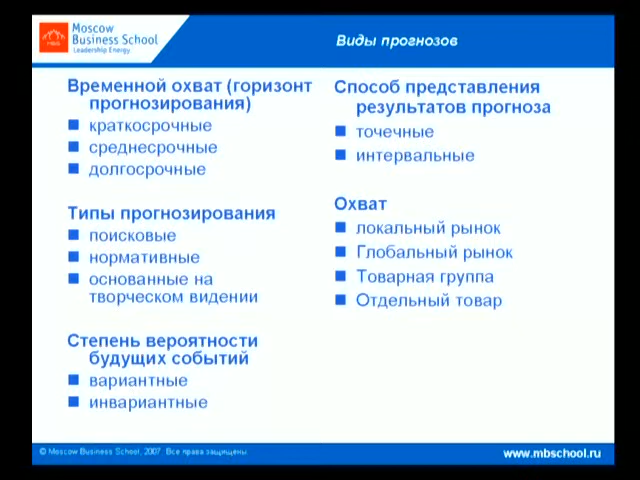 Moscow
Business School
Leadership Energy
Виды прогнозов
Временной охват (горизонт
прогнозирования)
краткосрочные
среднесрочные
долгосрочные
Типы прогнозирования
поисковые
нормативные
основанные на
творческом видении
Степень вероятности
будущих событий
вариантные
инвариантные
Способ представления
результатов прогноза
точечные
интервальные
Охват
локальный рынок
Глобальный рынок
Товарная группа
Отдельный товар
© Moscow Business School, 2007. Все права защищены
www.mbschool.ru